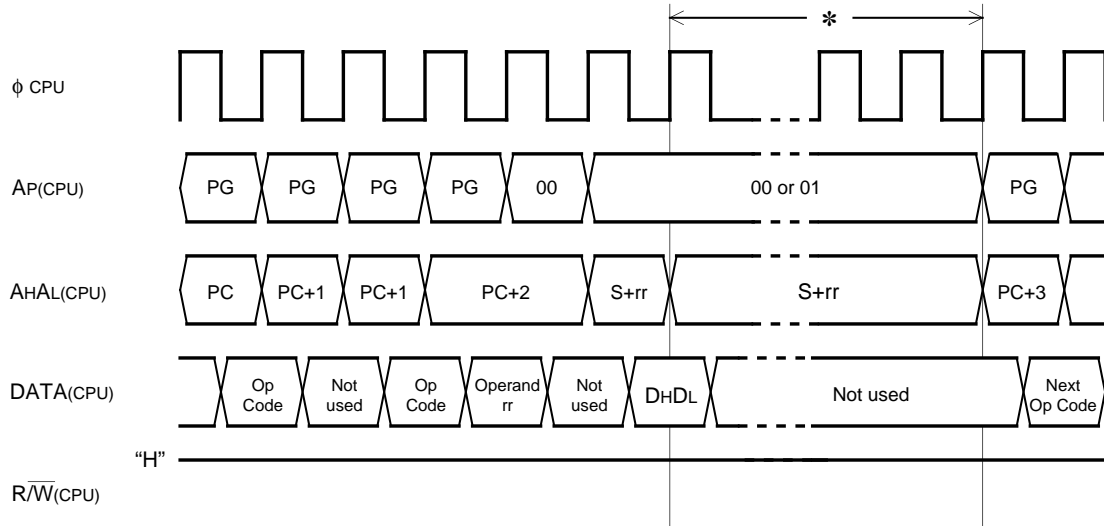 *
ϕ CPU
AP(CPU) PG PG PG PG 00 00 or 01 PG
AHAL(CPU) PC PC+1 PC+1 PC+2 S+rr S+rr PC+3
DATA(CPU) Op Code Not used Op Code Operand rr Not used DHDL Not used Next Op Code
“H”
R/W̅(CPU)